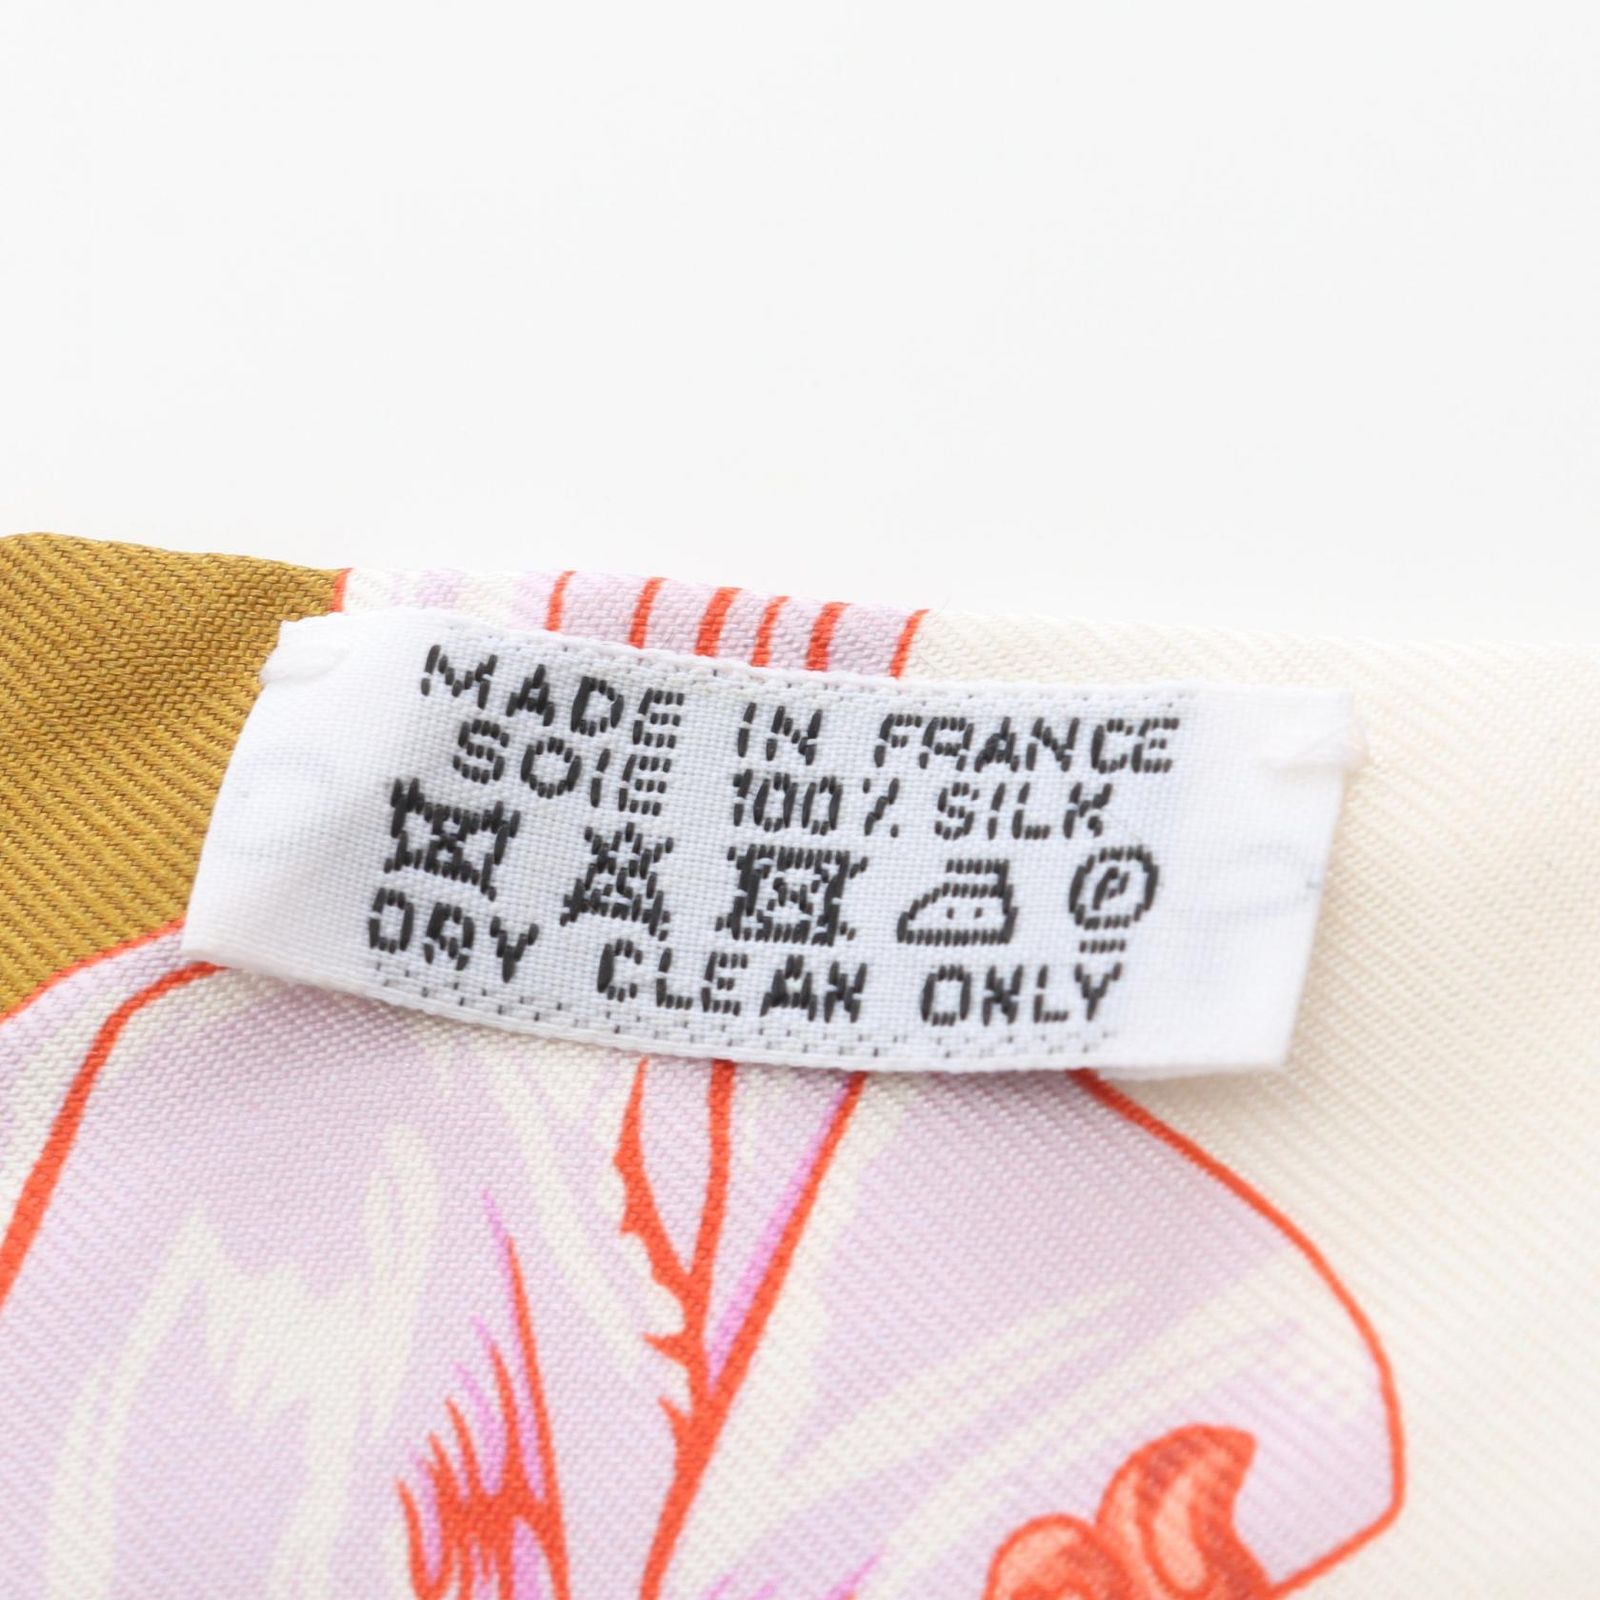 MADE IN FRANCE
SOIE 100% SILK
P
DRY CLEAN ONLY